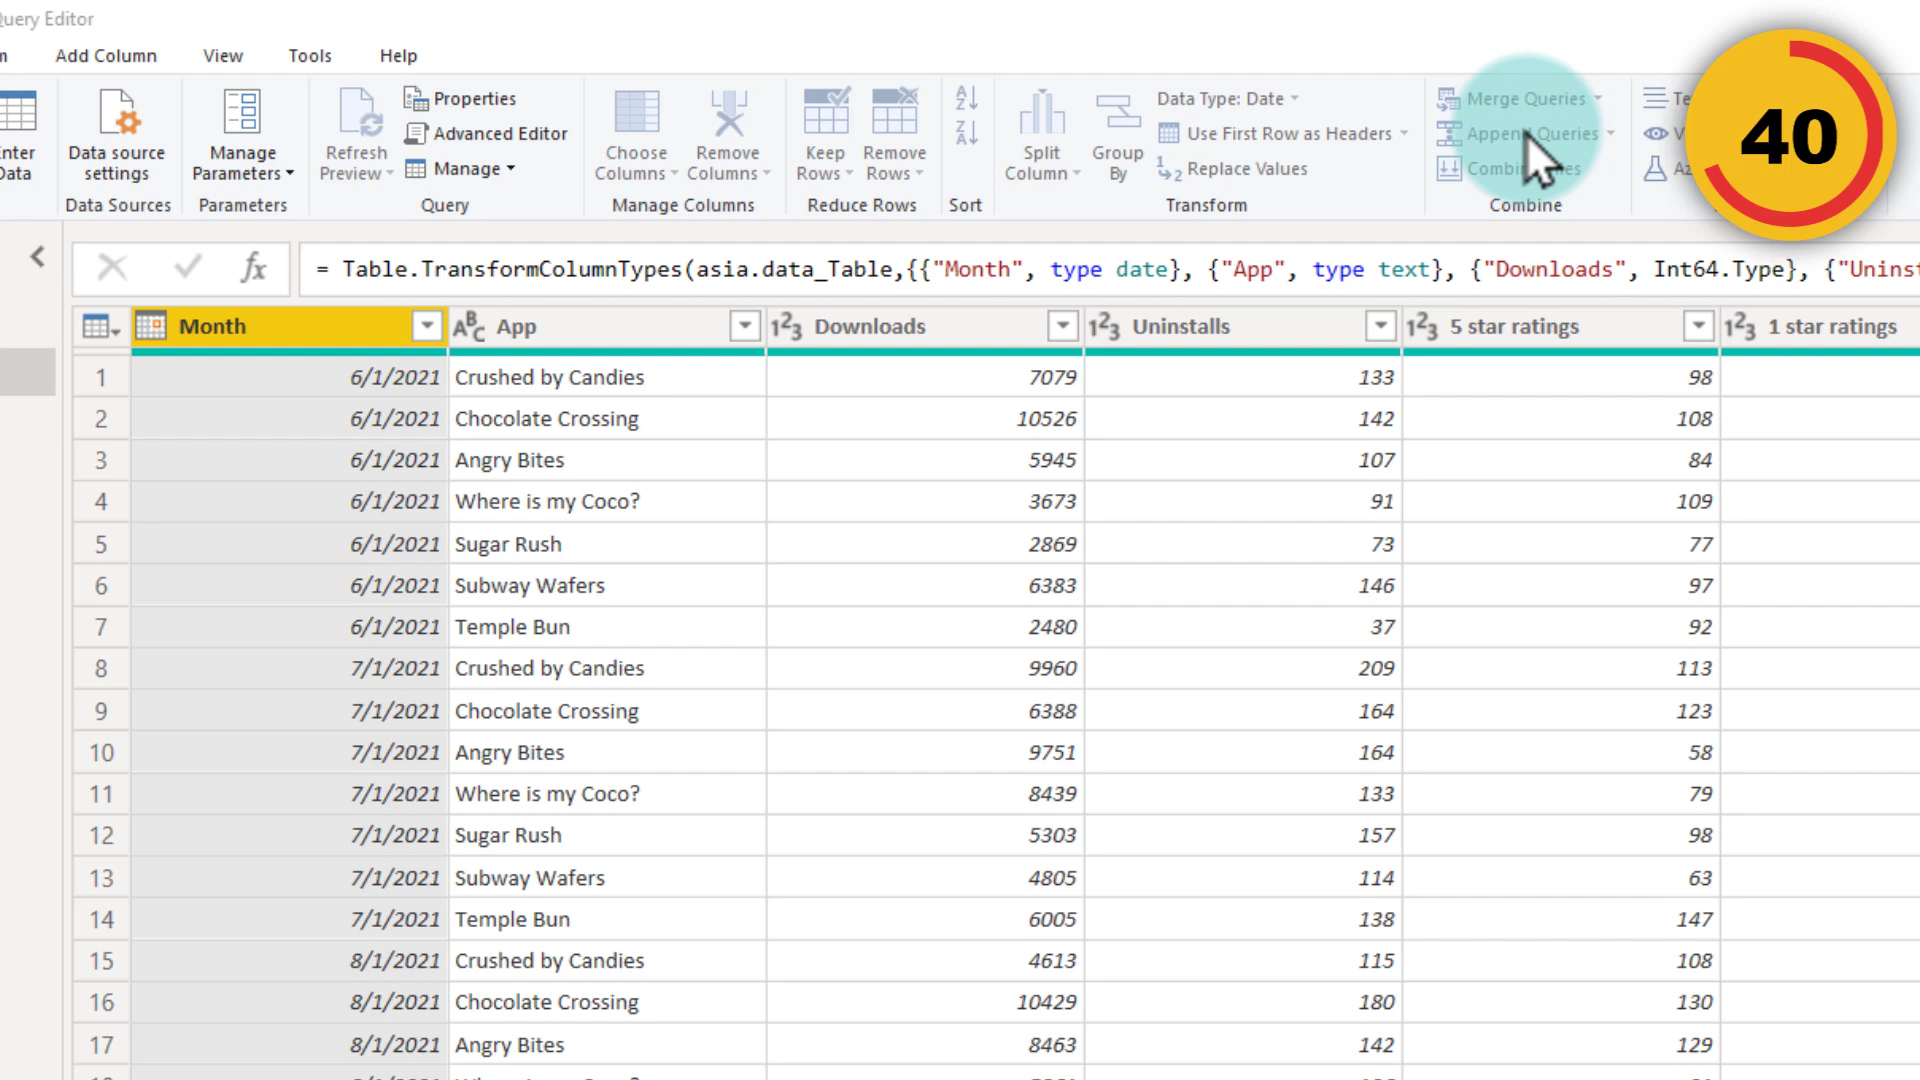 Query Editor
Add Column View Tools Help
Enter Data
Data source settings
Data Sources
Manage Parameters
Parameters
Refresh Preview
Properties
Advanced Editor
Manage
Query
Choose Columns
Remove Columns
Manage Columns
Keep Rows
Remove Rows
Reduce Rows
Sort
Split Column
Group By
Data Type: Date
Use First Row as Headers
Replace Values
Transform
Merge Queries
Append Queries
Combine
40
= Table.TransformColumnTypes(asia.data_Table,{{"Month", type date}, {"App", type text}, {"Downloads", Int64.Type}, {"Uninst
Month App Downloads Uninstalls 5 star ratings 1 star ratings
1 6/1/2021 Crushed by Candies 7079 133 98
2 6/1/2021 Chocolate Crossing 10526 142 108
3 6/1/2021 Angry Bites 5945 107 84
4 6/1/2021 Where is my Coco? 3673 91 109
5 6/1/2021 Sugar Rush 2869 73 77
6 6/1/2021 Subway Wafers 6383 146 97
7 6/1/2021 Temple Bun 2480 37 92
8 7/1/2021 Crushed by Candies 9960 209 113
9 7/1/2021 Chocolate Crossing 6388 164 123
10 7/1/2021 Angry Bites 9751 164 58
11 7/1/2021 Where is my Coco? 8439 133 79
12 7/1/2021 Sugar Rush 5303 157 98
13 7/1/2021 Subway Wafers 4805 114 63
14 7/1/2021 Temple Bun 6005 138 147
15 8/1/2021 Crushed by Candies 4613 115 108
16 8/1/2021 Chocolate Crossing 10429 180 130
17 8/1/2021 Angry Bites 8463 142 129